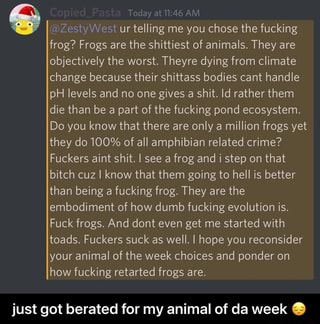 Copied_Pasta Today at 11:46 AM
@ZestyWest ur telling me you chose the fucking
frog? Frogs are the shittiest of animals. They are
objectively the worst. Theyre dying from climate
change because their shittass bodies cant handle
pH levels and no one gives a shit. Id rather them
die than be a part of the fucking pond ecosystem.
Do you know that there are only a million frogs yet
they do 100% of all amphibian related crime?
Fuckers aint shit. I see a frog and i step on that
bitch cuz I know that them going to hell is better
than being a fucking frog. They are the
embodiment of how dumb fucking evolution is.
Fuck frogs. And dont even get me started with
toads. Fuckers suck as well. I hope you reconsider
your animal of the week choices and ponder on
how fucking retarted frogs are.
just got berated for my animal of da week 😔